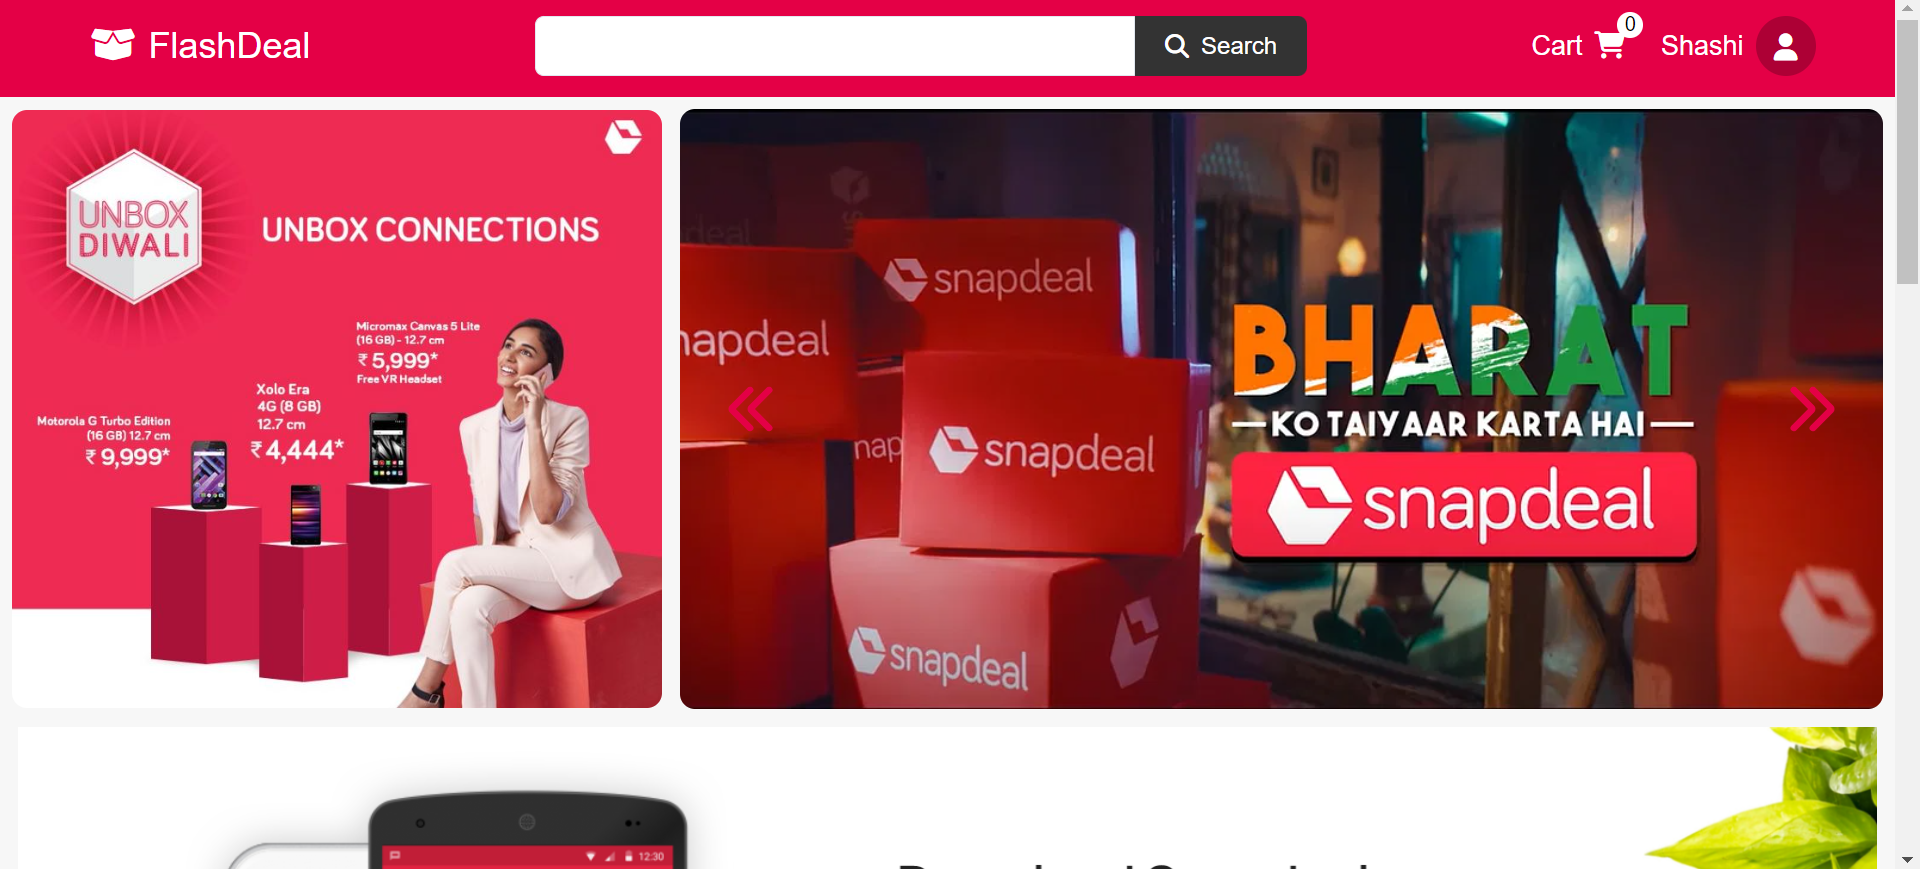 FlashDeal
Search
Cart
0
Shashi
UNBOX
DIWALI
UNBOX CONNECTIONS
Micromax Canvas 5 Lite
(16 GB) - 12.7 cm
₹ 5,999*
Free VR Headset
Xolo Era
4G (8 GB)
12.7 cm
₹ 4,444*
Motorola G Turbo Edition
(16 GB) 12.7 cm
₹ 9,999*
snapdeal
napdeal
snapdeal
nap
snapdeal
BHARAT
KO TAIYAAR KARTA HAI
snapdeal
12:30